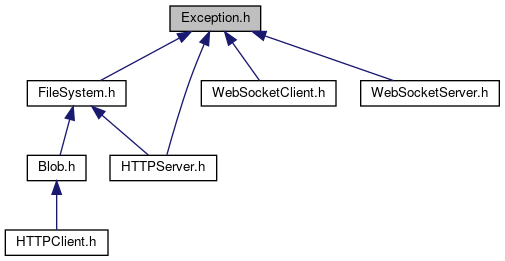 Exception.h
FileSystem.h
WebSocketClient.h
WebSocketServer.h
Blob.h
HTTPServer.h
HTTPClient.h